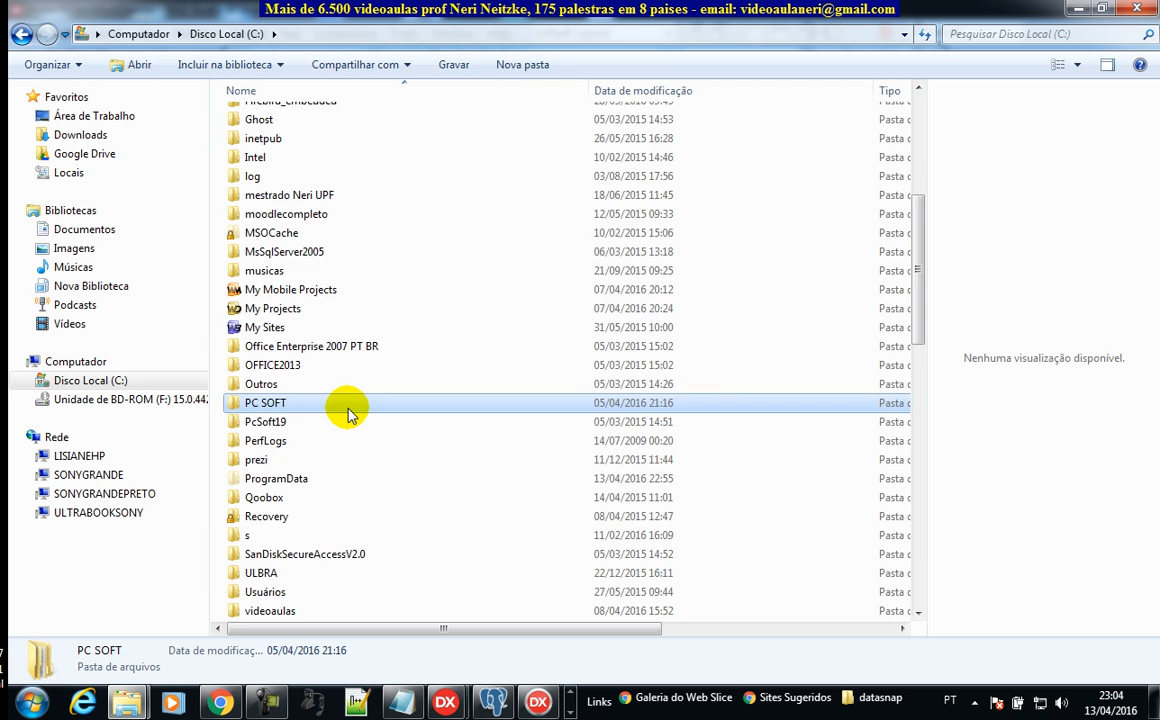 Mais de 6.500 videoaulas prof Neri Neitzke, 175 palestras em 8 paises - email: videoaulaneri@gmail.com
Computador Disco Local (C:) Pesquisar Disco Local (C:)
Organizar Abrir Incluir na biblioteca Compartilhar com Gravar Nova pasta
Nome Data de modificação Tipo
Favoritos
Área de Trabalho
Downloads
Google Drive
Locais
Bibliotecas
Documentos
Imagens
Músicas
Nova Biblioteca
Podcasts
Vídeos
Computador
Disco Local (C:)
Unidade de BD-ROM (F:) 15.0.442
Rede
LISIANEHP
SONYGRANDE
SONYGRANDEPRETO
ULTRABOOKSONY
Firebird_embedded
Ghost 05/03/2015 14:53 Pasta d
inetpub 26/05/2015 16:28 Pasta d
Intel 10/02/2015 14:46 Pasta d
log 03/08/2015 17:56 Pasta d
mestrado Neri UPF 18/06/2015 11:45 Pasta d
moodlecompleto 12/05/2015 09:33 Pasta d
MSOCache 10/02/2015 15:06 Pasta d
MsSqlServer2005 06/03/2015 13:18 Pasta d
musicas 21/09/2015 09:25 Pasta d
My Mobile Projects 07/04/2016 20:12 Pasta d
My Projects 07/04/2016 20:24 Pasta d
My Sites 31/05/2015 10:00 Pasta d
Office Enterprise 2007 PT BR 05/03/2015 15:02 Pasta d
OFFICE2013 05/03/2015 15:02 Pasta d
Outros 05/03/2015 14:26 Pasta d
PC SOFT 05/04/2016 21:16 Pasta d
PcSoft19 05/03/2015 14:51 Pasta d
PerfLogs 14/07/2009 00:20 Pasta d
prezi 11/12/2015 11:44 Pasta d
ProgramData 13/04/2016 22:55 Pasta d
Qoobox 14/04/2015 11:01 Pasta d
Recovery 08/04/2015 12:47 Pasta d
s 11/02/2016 16:09 Pasta d
SanDiskSecureAccessV2.0 05/03/2015 14:52 Pasta d
ULBRA 22/12/2015 16:11 Pasta d
Usuários 27/05/2015 09:44 Pasta d
videoaulas 08/04/2016 15:52 Pasta d
Nenhuma visualização disponível.
PC SOFT Data de modificaç... 05/04/2016 21:16
Pasta de arquivos
Links Galeria do Web Slice Sites Sugeridos datasnap PT 23:04
13/04/2016